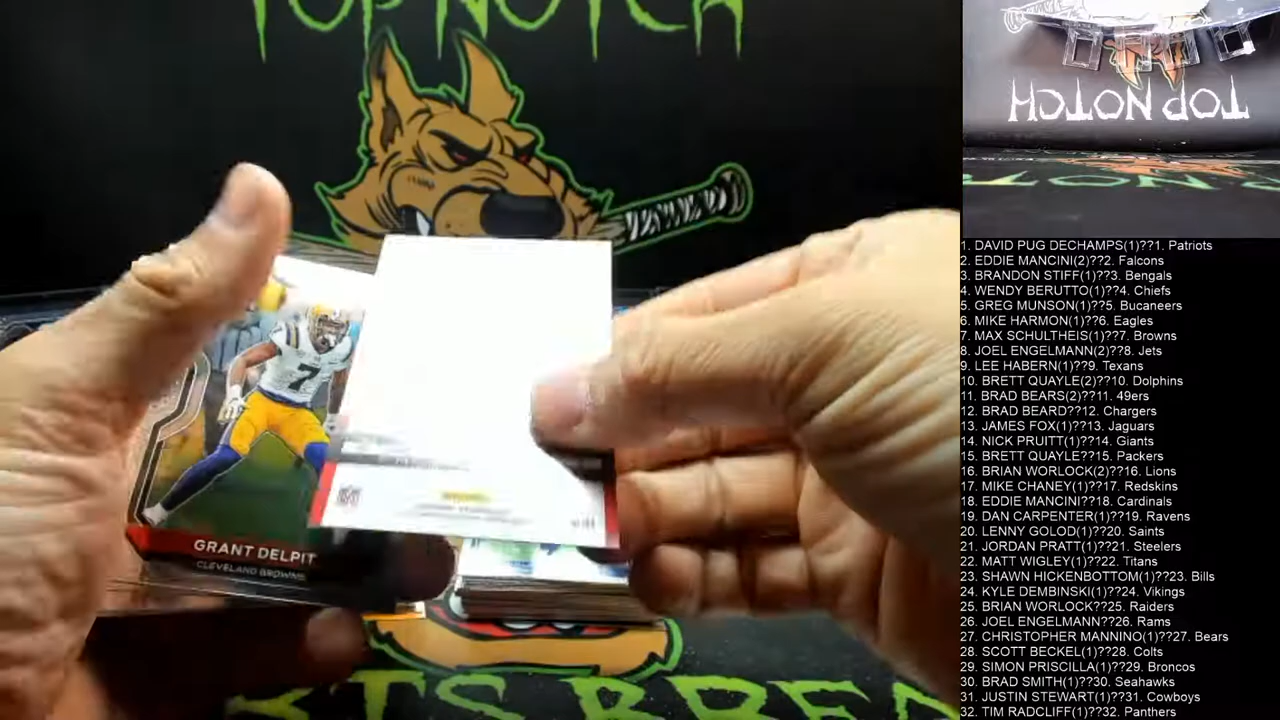 TOP NOTCH
TOP NOTCH
7
GRANT DELPIT
CLEVELAND BROWNS
1. DAVID PUG DECHAMPS(1)??1. Patriots
2. EDDIE MANCINI(2)??2. Falcons
3. BRANDON STIFF(1)??3. Bengals
4. WENDY BERUTTO(1)??4. Chiefs
5. GREG MUNSON(1)??5. Bucaneers
6. MIKE HARMON(1)??6. Eagles
7. MAX SCHULTHEIS(1)??7. Browns
8. JOEL ENGELMANN(2)??8. Jets
9. LEE HABERN(1)??9. Texans
10. BRETT QUAYLE(2)??10. Dolphins
11. BRAD BEARS(2)??11. 49ers
12. BRAD BEARD??12. Chargers
13. JAMES FOX(1)??13. Jaguars
14. NICK PRUITT(1)??14. Giants
15. BRETT QUAYLE??15. Packers
16. BRIAN WORLOCK(2)??16. Lions
17. MIKE CHANEY(1)??17. Redskins
18. EDDIE MANCINI??18. Cardinals
19. DAN CARPENTER(1)??19. Ravens
20. LENNY GOLOD(1)??20. Saints
21. JORDAN PRATT(1)??21. Steelers
22. MATT WIGLEY(1)??22. Titans
23. SHAWN HICKENBOTTOM(1)??23. Bills
24. KYLE DEMBINSKI(1)??24. Vikings
25. BRIAN WORLOCK??25. Raiders
26. JOEL ENGELMANN??26. Rams
27. CHRISTOPHER MANNINO(1)??27. Bears
28. SCOTT BECKEL(1)??28. Colts
29. SIMON PRISCILLA(1)??29. Broncos
30. BRAD SMITH(1)??30. Seahawks
31. JUSTIN STEWART(1)??31. Cowboys
32. TIM RADCLIFF(1)??32. Panthers